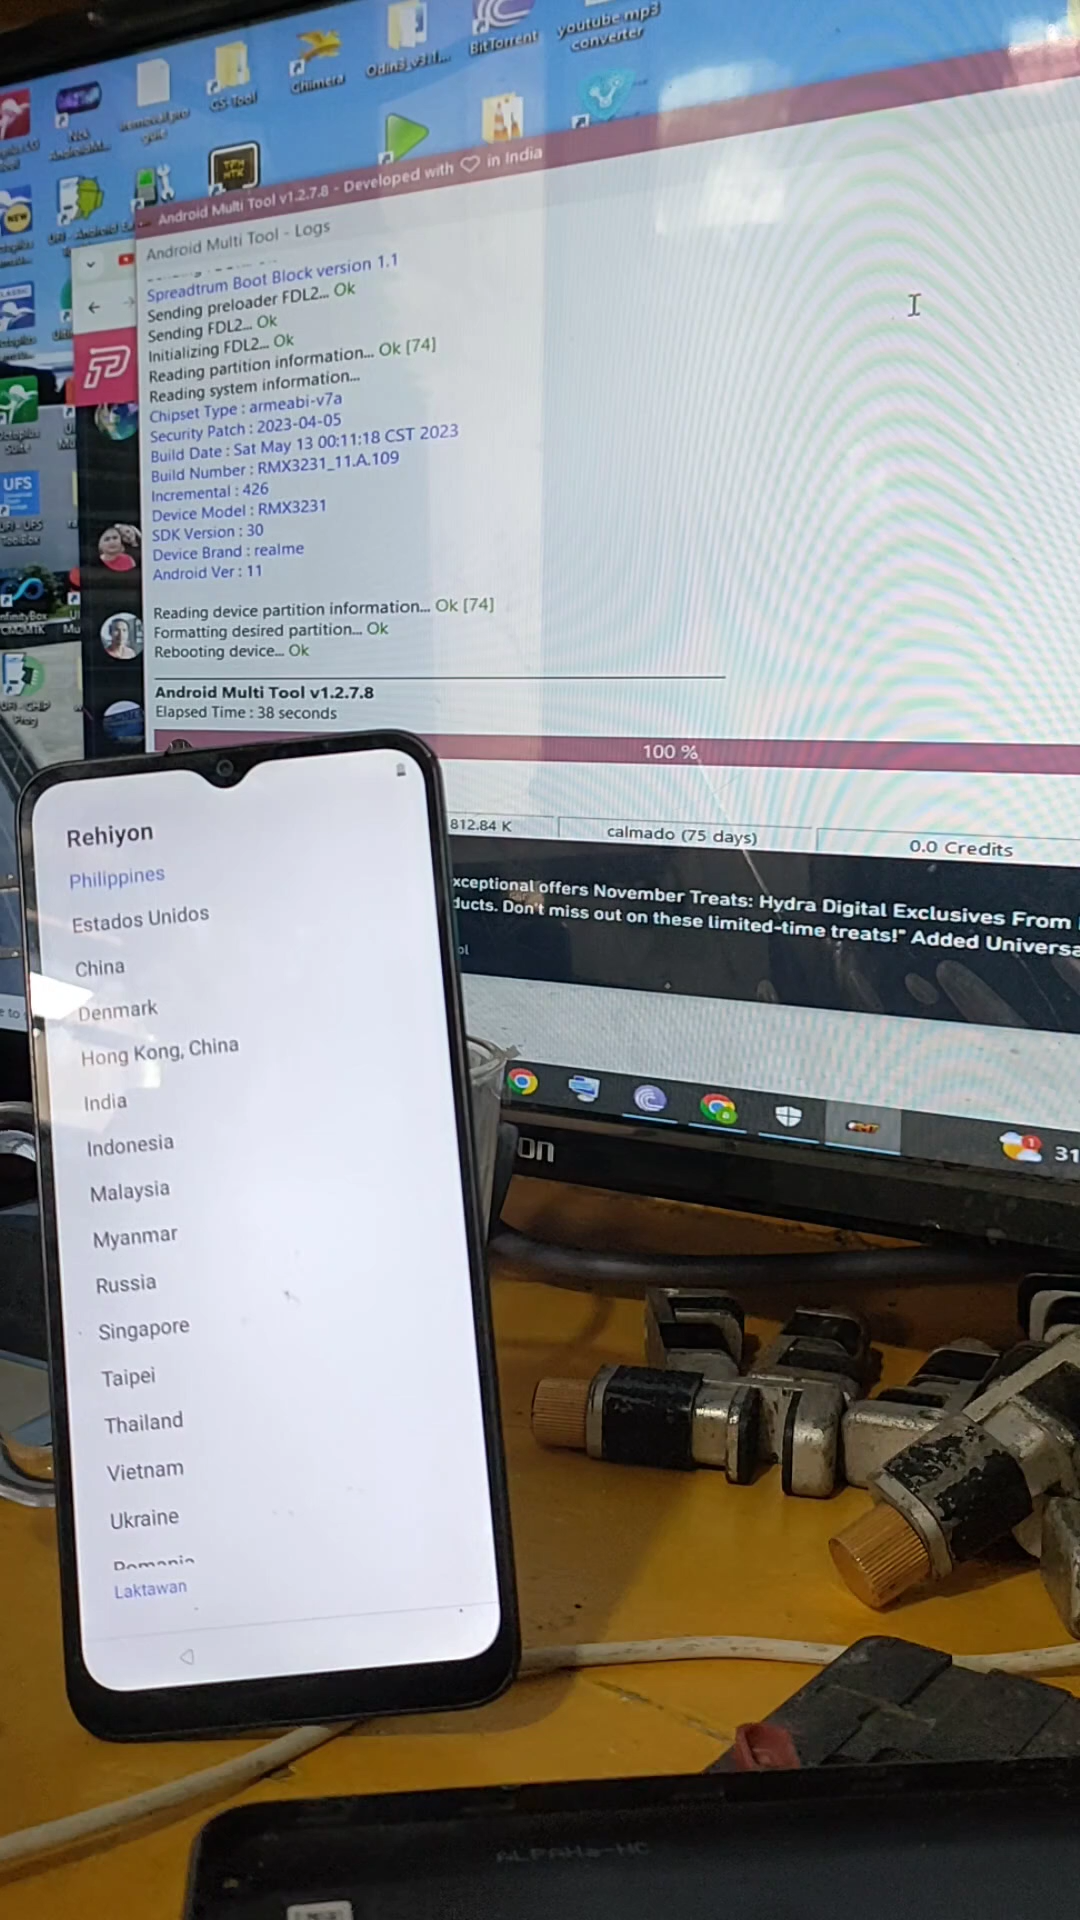 BitTorrent
youtube mp3
converter
Chimera
GS-Tool
Android Multi Tool v1.2.7.8 - Developed with ♡ in India
Android Multi Tool - Logs
Spreadtrum Boot Block version 1.1
Sending preloader FDL2... Ok
Sending FDL2... Ok
Initializing FDL2... Ok
Reading partition information... Ok [74]
Reading system information...
Chipset Type : armeabi-v7a
Security Patch : 2023-04-05
Build Date : Sat May 13 00:11:18 CST 2023
Build Number : RMX3231_11.A.109
Incremental : 426
Device Model : RMX3231
SDK Version : 30
Device Brand : realme
Android Ver : 11
Reading device partition information... Ok [74]
Formatting desired partition... Ok
Rebooting device... Ok
Android Multi Tool v1.2.7.8
Elapsed Time : 38 seconds
100 %
812.84 K
calmado (75 days)
0.0 Credits
xceptional offers November Treats: Hydra Digital Exclusives From
ducts. Don't miss out on these limited-time treats!" Added Universa
UFS
NEW
CLASSIC
31
on
Rehiyon
Philippines
Estados Unidos
China
Denmark
Hong Kong, China
India
Indonesia
Malaysia
Myanmar
Russia
Singapore
Taipei
Thailand
Vietnam
Ukraine
Laktawan